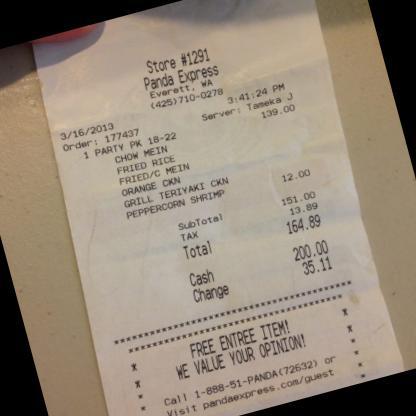 Store #1291
Panda Express
Everett, WA
(425)710-0278
3/16/2013 3:41:24 PM
Order: 177437 Server: Tameka J
1 PARTY PK 18-22 139.00
CHOW MEIN
FRIED RICE
FRIED/C MEIN
ORANGE CKN
GRILL TERIYAKI CKN
PEPPERCORN SHRIMP 12.00
SubTotal 151.00
TAX 13.89
Total 164.89
Cash 200.00
Change 35.11
********************************
********************************
* FREE ENTREE ITEM! *
* WE VALUE YOUR OPINION! *
* *
* Call 1-888-51-PANDA(72632) or *
* Visit pandaexpress.com/guest